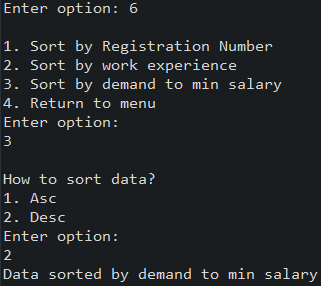 Enter option: 6

1. Sort by Registration Number
2. Sort by work experience
3. Sort by demand to min salary
4. Return to menu
Enter option:
3

How to sort data?
1. Asc
2. Desc
Enter option:
2
Data sorted by demand to min salary